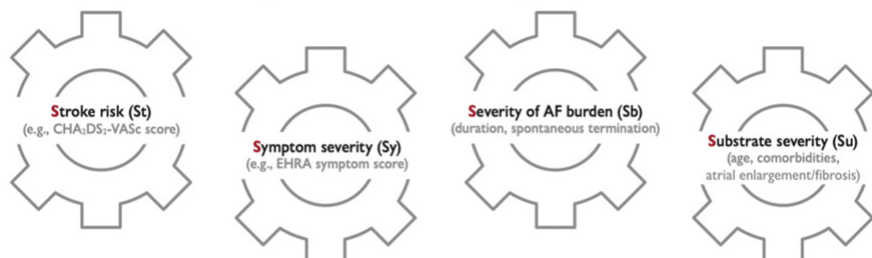 Stroke risk (St)
(e.g., CHA₂DS₂-VASc score)
Symptom severity (Sy)
(e.g., EHRA symptom score)
Severity of AF burden (Sb)
(duration, spontaneous termination)
Substrate severity (Su)
(age, comorbidities,
atrial enlargement/fibrosis)